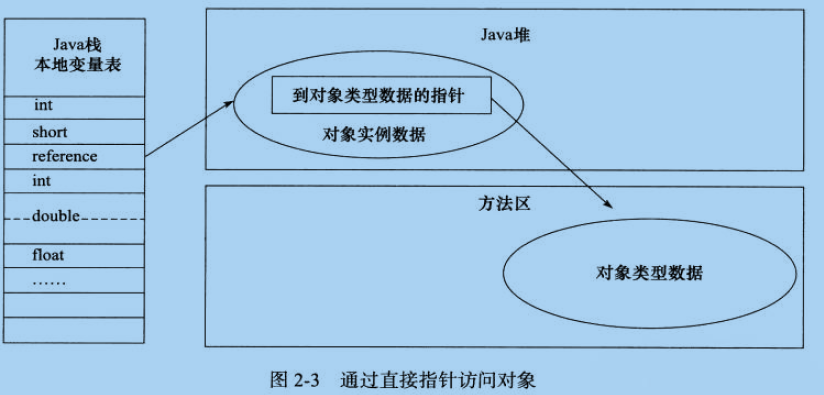 Java栈
本地变量表
int
short
reference
int
double
float
……
Java堆
到对象类型数据的指针
对象实例数据
方法区
对象类型数据
图 2-3 通过直接指针访问对象